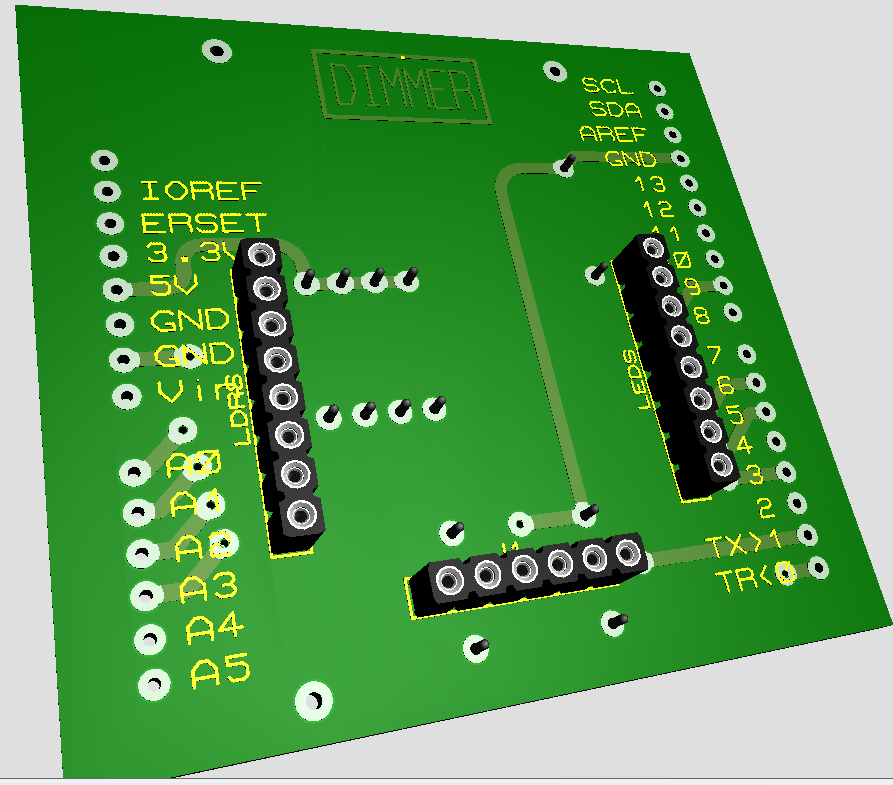 DIMMER
SCL
SDA
AREF
GND
13
12
11
9
8
7
6
5
4
3
2
TX>1
TR<0
IOREF
ERSET
3.3V
5V
GND
GND
Vin
A0
A1
A2
A3
A4
A5
LDRS
LEDS